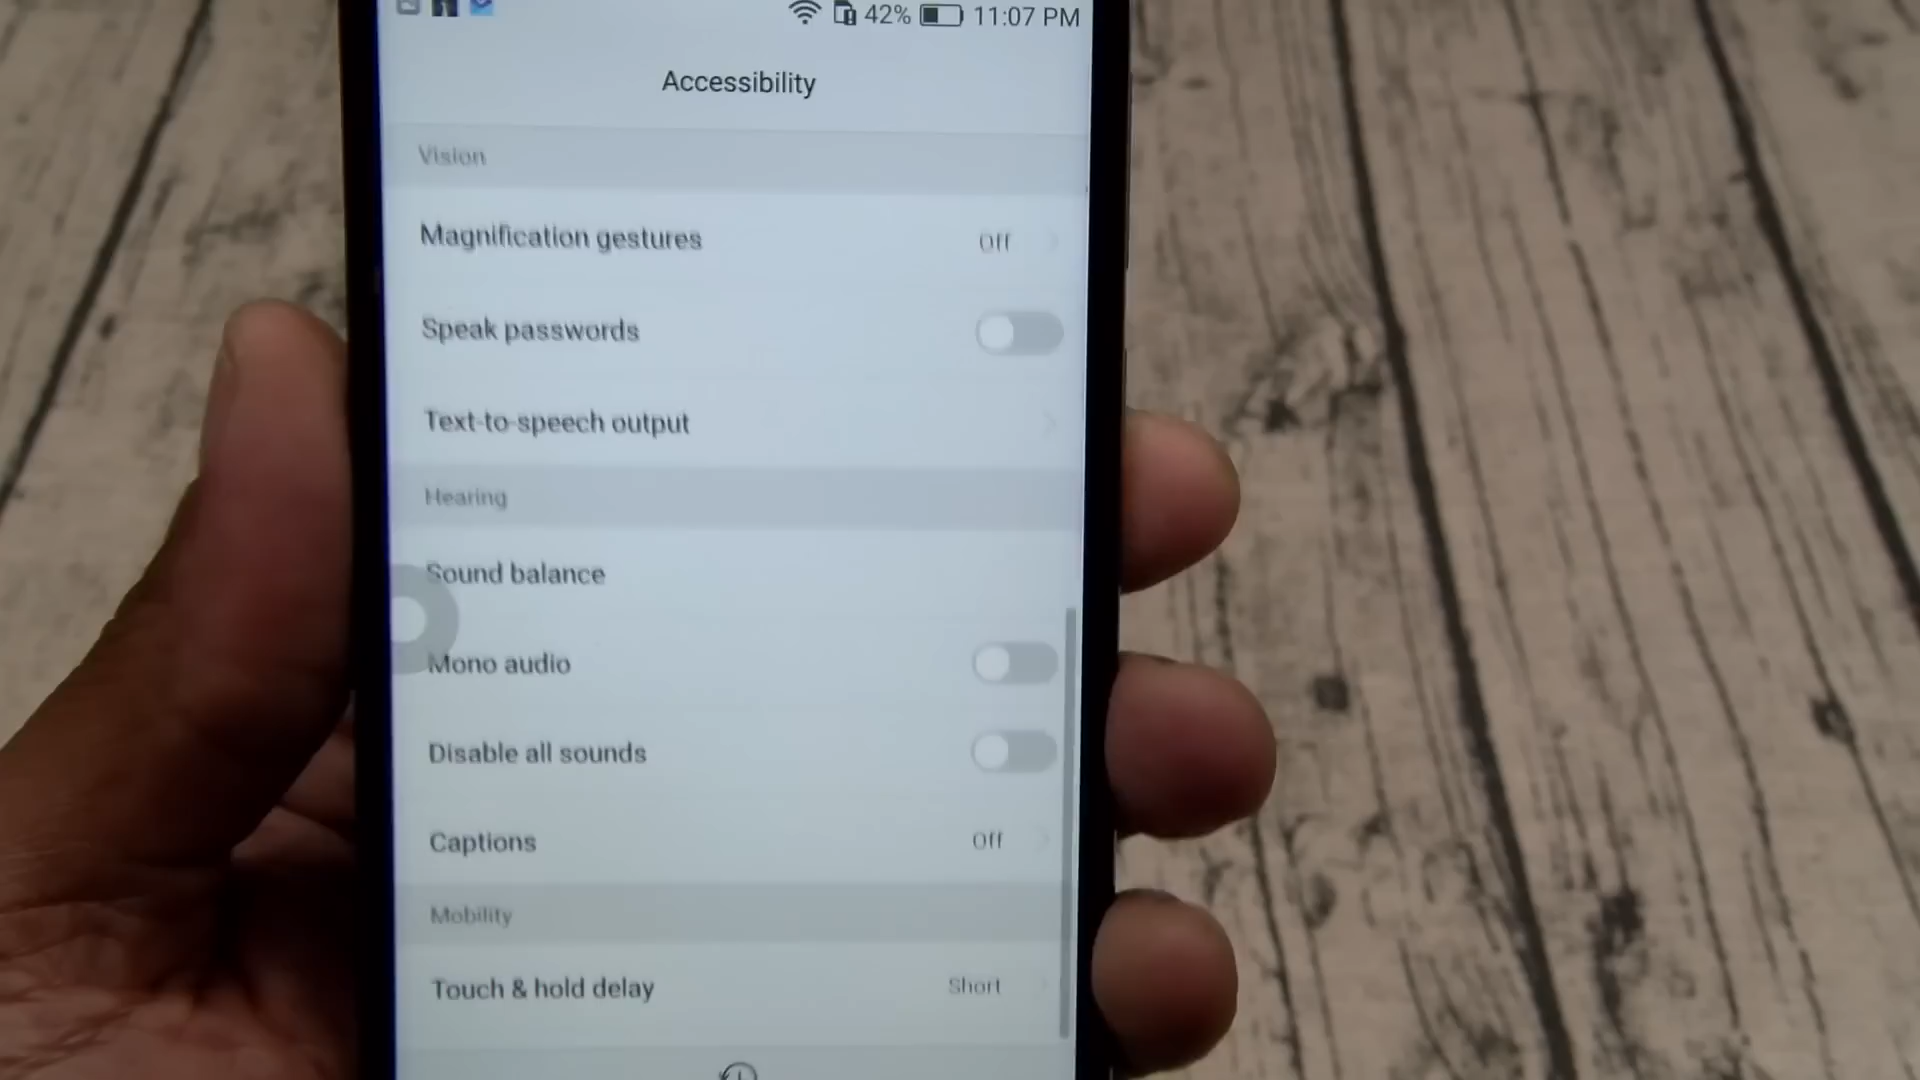 42% 11:07 PM
Accessibility
Vision
Magnification gestures Off
Speak passwords
Text-to-speech output
Hearing
Sound balance
Mono audio
Disable all sounds
Captions Off
Mobility
Touch & hold delay Short